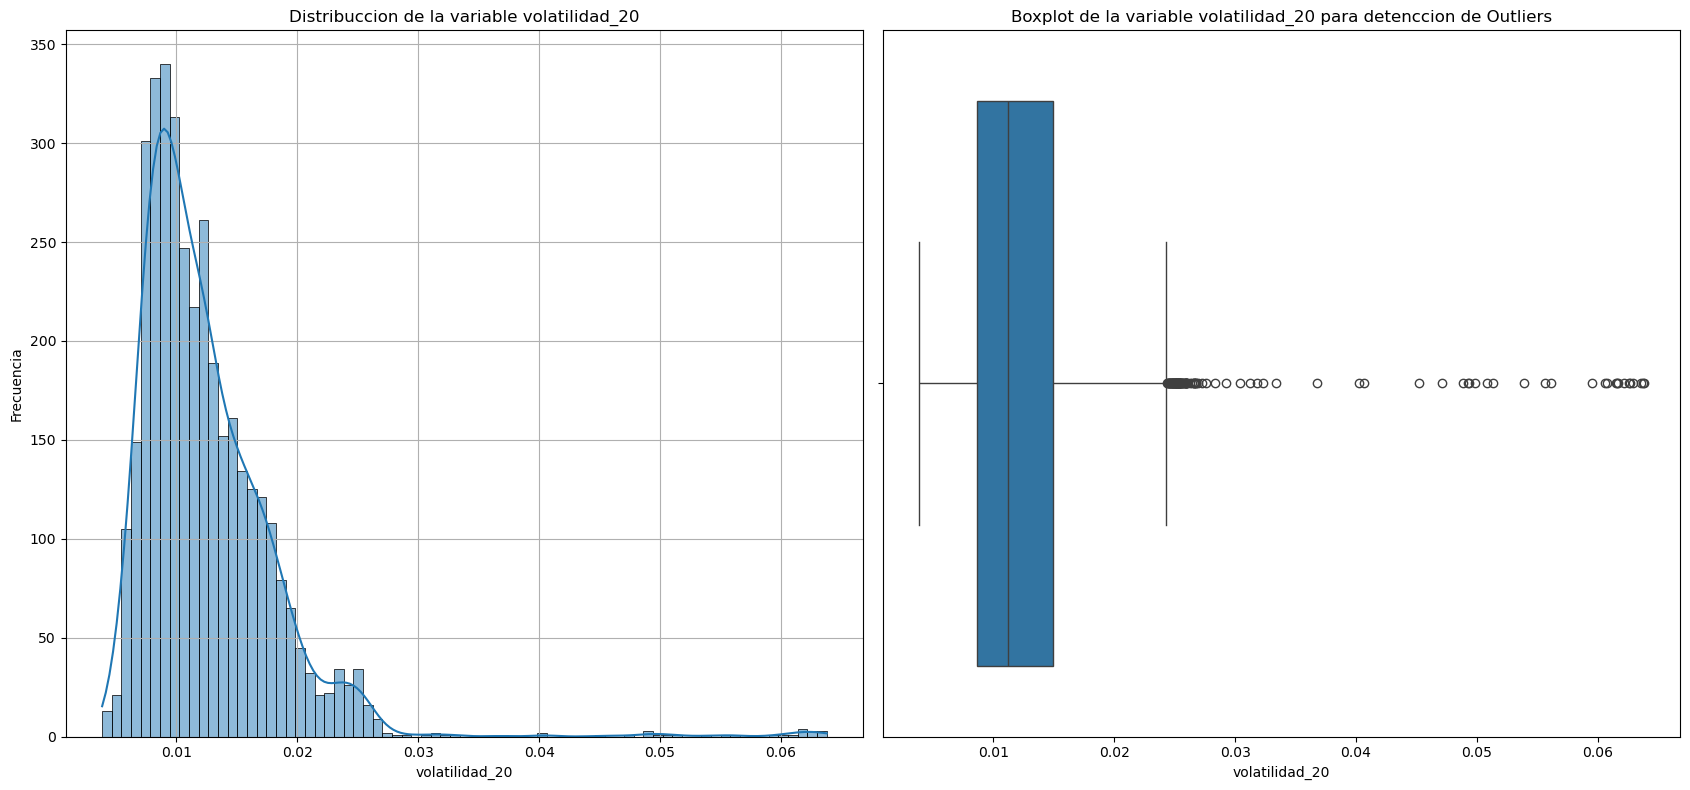 Distribuccion de la variable volatilidad_20
350
300
250
200
150
100
50
0
Frecuencia
0.01 0.02 0.03 0.04 0.05 0.06
volatilidad_20
Boxplot de la variable volatilidad_20 para detenccion de Outliers
0.01 0.02 0.03 0.04 0.05 0.06
volatilidad_20